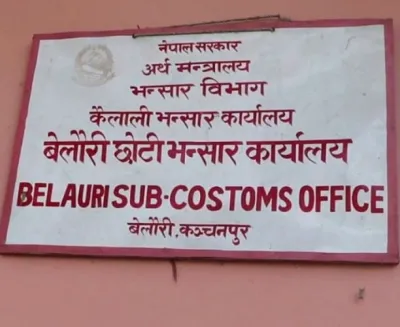 नेपाल सरकार
अर्थ मन्त्रालय
भन्सार विभाग
कैलाली भन्सार कार्यालय
बेलौरी छोटी भन्सार कार्यालय
BELAURI SUB-COSTOMS OFFICE
बेलौरी, कञ्चनपुर